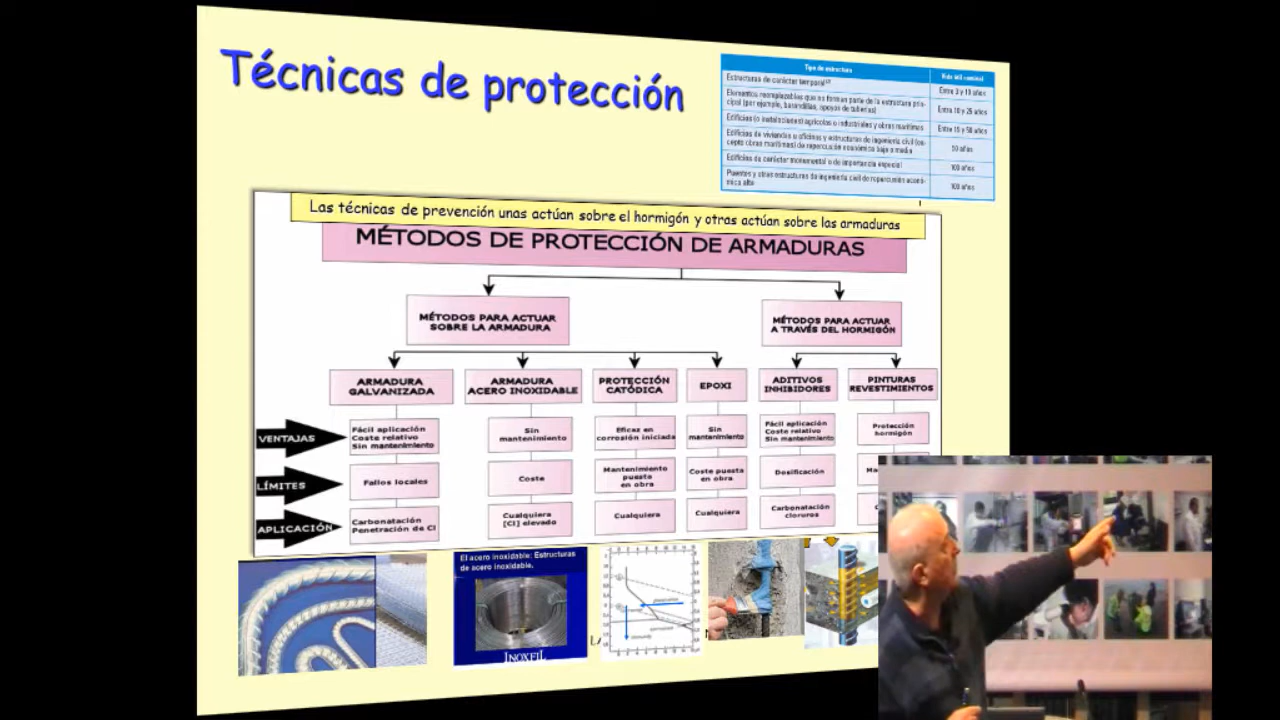 Técnicas de protección
Tipo de estructura
Vida útil nominal
Estructuras de carácter temporal
Entre 3 y 10 años
Elementos reemplazables que no forman parte de la estructura prin-
cipal (por ejemplo, barandillas, apoyos de tuberías)
Entre 10 y 25 años
Edificios (o instalaciones) agrícolas o industriales y obras marítimas
Entre 15 y 50 años
Edificios de viviendas u oficinas y estructuras de ingeniería civil (ex-
cepto obras marítimas) de repercusión económica baja o media
50 años
Edificios de carácter monumental o de importancia especial
100 años
Puentes y otras estructuras de ingeniería civil de repercusión econó-
mica alta
100 años
Las técnicas de prevención unas actúan sobre el hormigón y otras actúan sobre las armaduras
MÉTODOS DE PROTECCIÓN DE ARMADURAS
MÉTODOS PARA ACTUAR
SOBRE LA ARMADURA
MÉTODOS PARA ACTUAR
A TRAVÉS DEL HORMIGÓN
ARMADURA
GALVANIZADA
ARMADURA
ACERO INOXIDABLE
PROTECCIÓN
CATÓDICA
EPOXI
ADITIVOS
INHIBIDORES
PINTURAS
REVESTIMIENTOS
VENTAJAS
Fácil aplicación
Coste relativo
Sin mantenimiento
Sin
mantenimiento
Eficaz en
corrosión iniciada
Sin
mantenimiento
Fácil aplicación
Coste relativo
Sin mantenimiento
Protección
hormigón
LÍMITES
Fallos locales
Coste
Mantenimiento
puesta
en obra
Coste puesta
en obra
Dosificación
APLICACIÓN
Carbonatación
Penetración de Cl
Cualquiera
[Cl] elevado
Cualquiera
Cualquiera
Carbonatación
cloruros
El acero inoxidable: Estructuras
de acero inoxidable.
INOXFIL